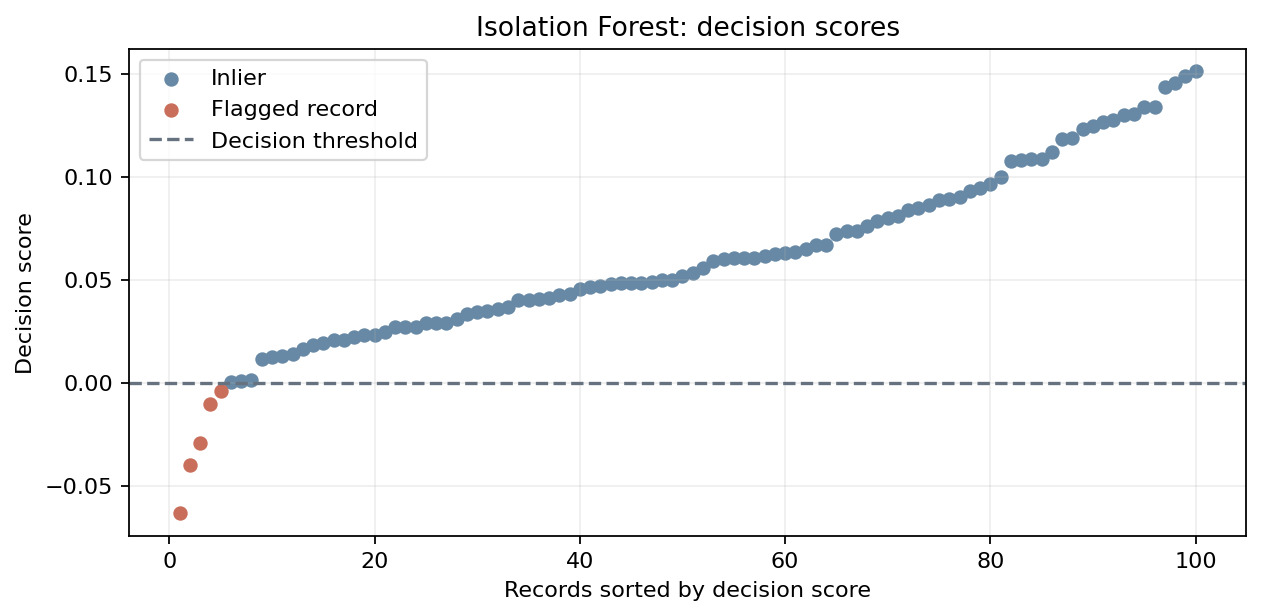 Isolation Forest: decision scores
Inlier
Flagged record
Decision threshold
0.15
0.10
0.05
0.00
−0.05
Decision score
0 20 40 60 80 100
Records sorted by decision score